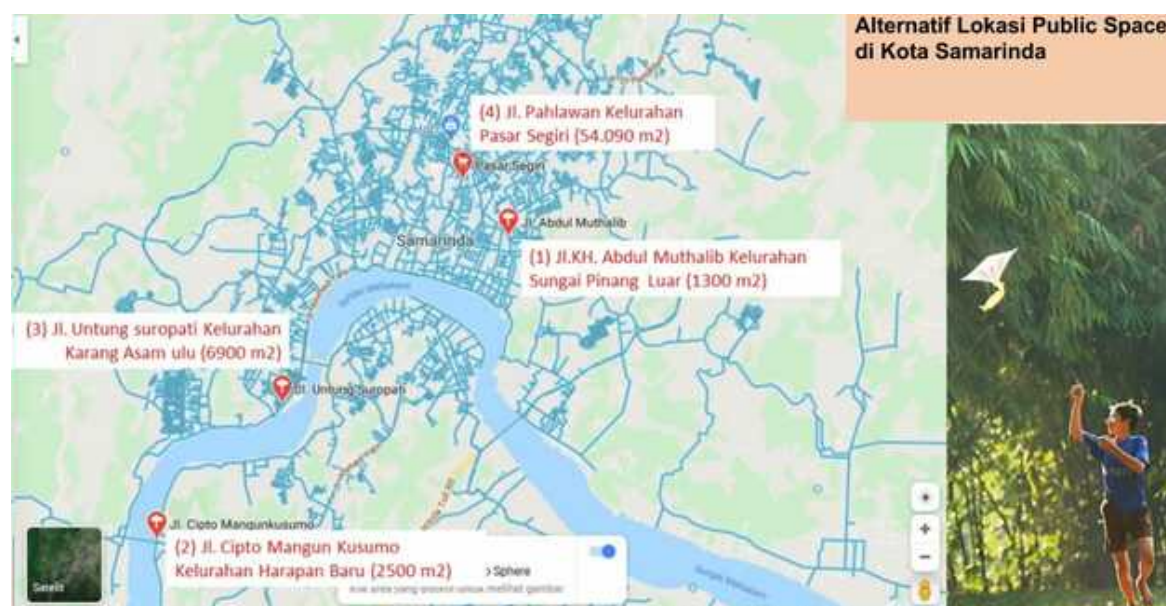 Alternatif Lokasi Public Space
di Kota Samarinda
(4) Jl. Pahlawan Kelurahan
Pasar Segiri (54.090 m2)
Pasar Segiri
Jl. Abdul Muthalib
Samarinda
(1) Jl.KH. Abdul Muthalib Kelurahan
Sungai Pinang Luar (1300 m2)
(3) Jl. Untung suropati Kelurahan
Karang Asam ulu (6900 m2)
Jl. Untung Suropati
Jl. Cipto Mangunkusumo
(2) Jl. Cipto Mangun Kusumo
Kelurahan Harapan Baru (2500 m2)
Sphere
Satelit